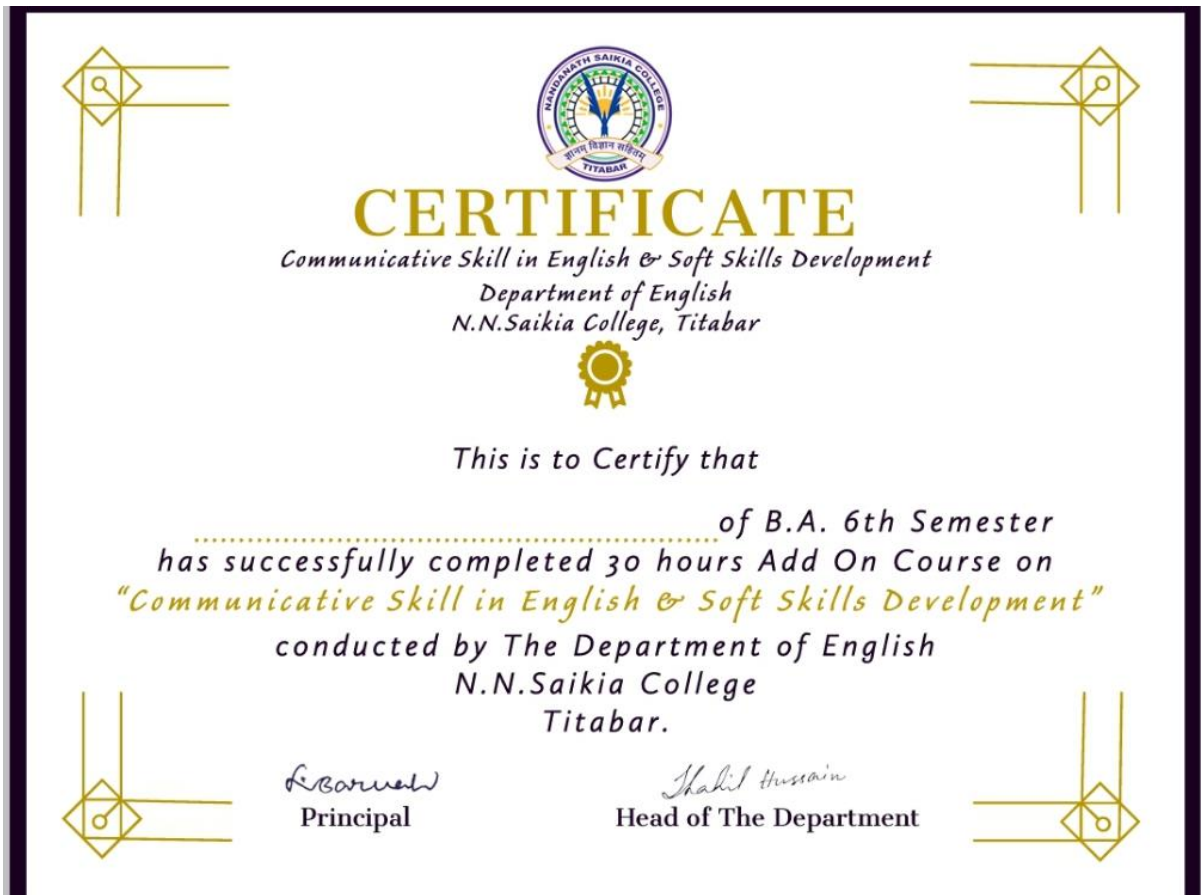 NANDANATH SAIKIA COLLEGE
ज्ञानम् विज्ञान सहितम्
TITABAR
CERTIFICATE
Communicative Skill in English & Soft Skills Development
Department of English
N.N.Saikia College, Titabar
This is to Certify that
............................................................of B.A. 6th Semester
has successfully completed 30 hours Add On Course on
“Communicative Skill in English & Soft Skills Development”
conducted by The Department of English
N.N.Saikia College
Titabar.
Baruah Hussain
Principal Head of The Department